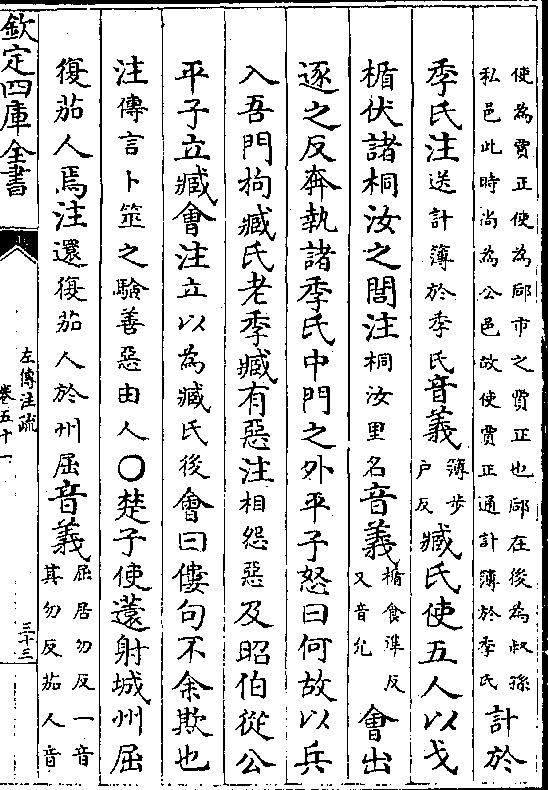 使為賈正使為郈市之賈正也郈在後為叔孫
私邑此時尚為公邑故使賈正通計簿於季氏
計於
季氏注送計簿於季氏音義
簿步
戶反
臧氏使五人以戈
楯伏諸桐汝之閭注桐汝里名音義
楯食準反
又音允
會出
逐之反奔執諸季氏中門之外平子怒曰何故以兵
入吾門拘臧氏老季臧有惡注相怨惡及昭伯從公
平子立臧會注立以為臧氏後會曰僂句不余欺也
注傳言卜筮之驗善惡由人○楚子使薳射城州屈
復茄人焉注還復茄人於州屈音義
屈居勿反一音
其勿反茄人音
欽定四庫全書
左傳注疏
卷五十一
三十三